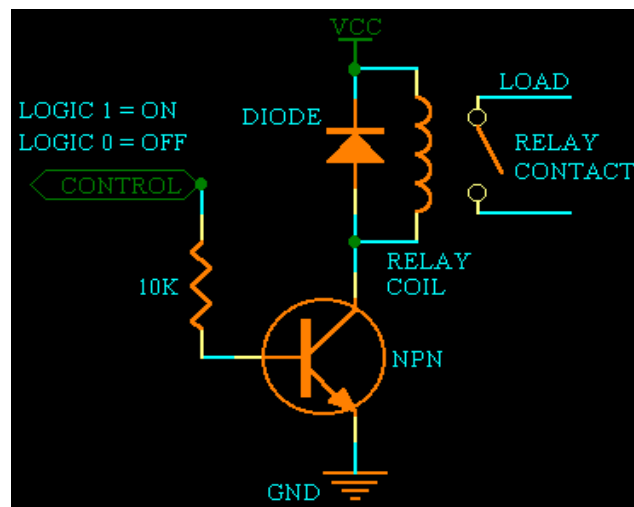 VCC
LOAD
LOGIC 1 = ON
LOGIC 0 = OFF
DIODE
RELAY
CONTACT
CONTROL
RELAY
COIL
10K
NPN
GND